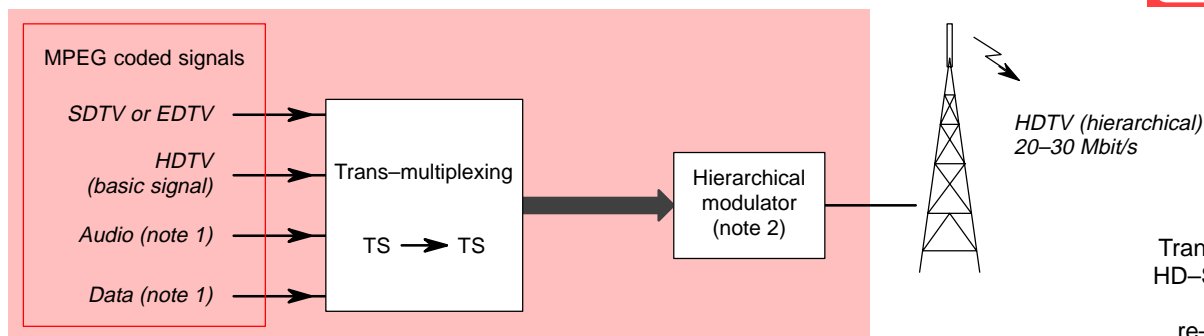 MPEG coded signals
SDTV or EDTV
HDTV
(basic signal)
Audio (note 1)
Data (note 1)
Trans–multiplexing
TS TS
Hierarchical
modulator
(note 2)
HDTV (hierarchical)
20–30 Mbit/s
Tran
HD–S
re–